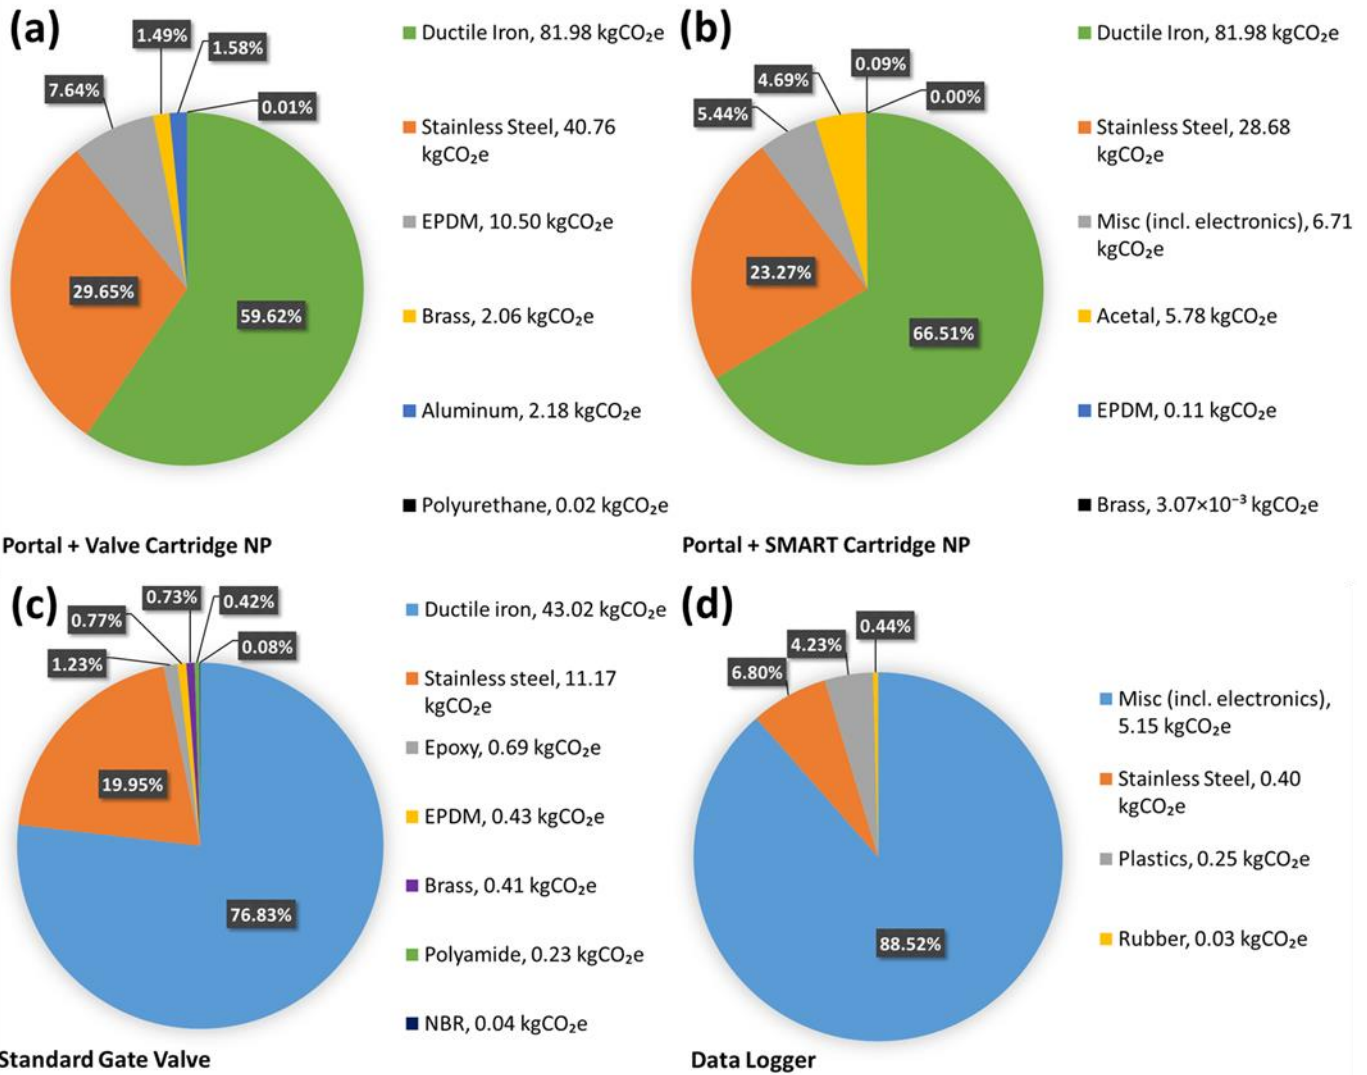 (a)
1.49%
1.58%
7.64%
0.01%
29.65%
59.62%
Ductile Iron, 81.98 kgCO₂e
Stainless Steel, 40.76
kgCO₂e
EPDM, 10.50 kgCO₂e
Brass, 2.06 kgCO₂e
Aluminum, 2.18 kgCO₂e
Polyurethane, 0.02 kgCO₂e
Portal + Valve Cartridge NP
(b)
0.09%
4.69%
0.00%
5.44%
23.27%
66.51%
Ductile Iron, 81.98 kgCO₂e
Stainless Steel, 28.68
kgCO₂e
Misc (incl. electronics), 6.71
kgCO₂e
Acetal, 5.78 kgCO₂e
EPDM, 0.11 kgCO₂e
Brass, 3.07×10⁻³ kgCO₂e
Portal + SMART Cartridge NP
(c)
0.73%
0.42%
0.77%
0.08%
1.23%
19.95%
76.83%
Ductile iron, 43.02 kgCO₂e
Stainless steel, 11.17
kgCO₂e
Epoxy, 0.69 kgCO₂e
EPDM, 0.43 kgCO₂e
Brass, 0.41 kgCO₂e
Polyamide, 0.23 kgCO₂e
NBR, 0.04 kgCO₂e
Standard Gate Valve
(d)
0.44%
4.23%
6.80%
88.52%
Misc (incl. electronics),
5.15 kgCO₂e
Stainless Steel, 0.40
kgCO₂e
Plastics, 0.25 kgCO₂e
Rubber, 0.03 kgCO₂e
Data Logger